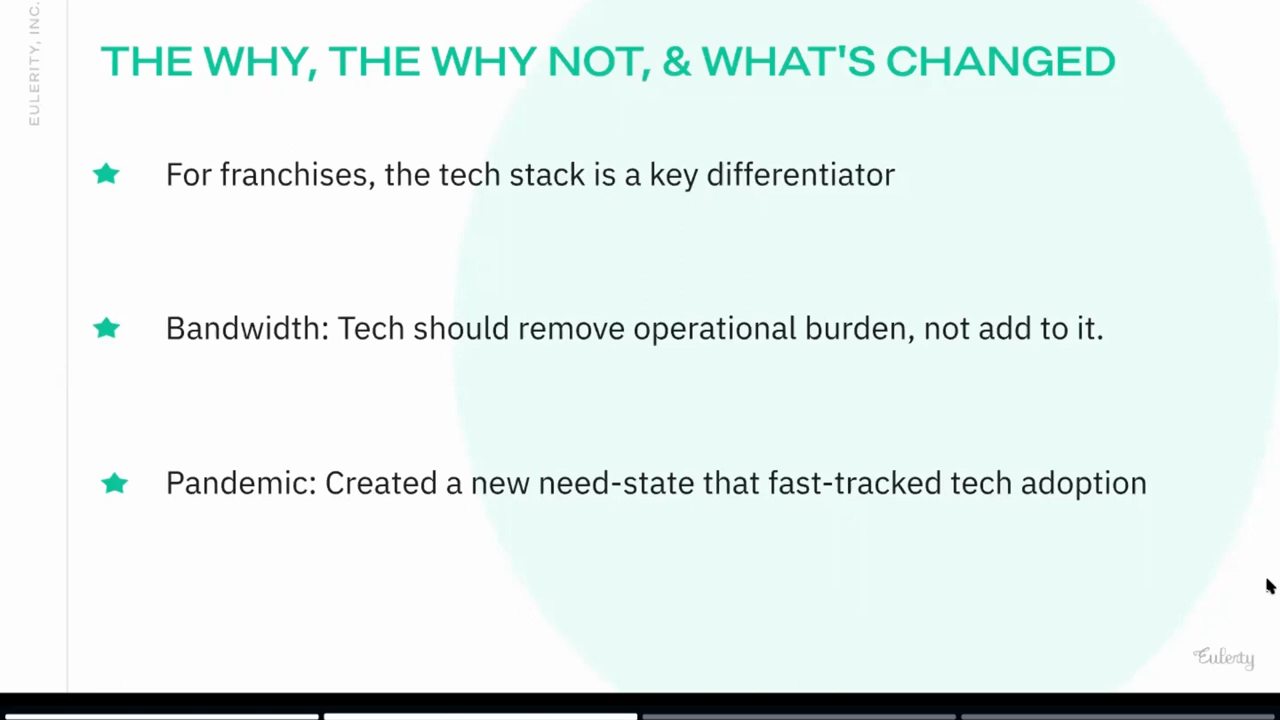 EULERITY, INC.
THE WHY, THE WHY NOT, & WHAT'S CHANGED
For franchises, the tech stack is a key differentiator
Bandwidth: Tech should remove operational burden, not add to it.
Pandemic: Created a new need-state that fast-tracked tech adoption
Eulerity